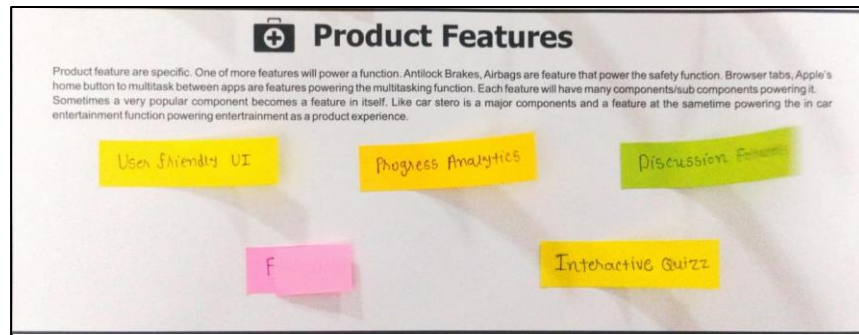 Product Features
Product feature are specific. One of more features will power a function. Antilock Brakes, Airbags are feature that power the safety function. Browser tabs, Apple's
home button to multitask between apps are features powering the multitasking function. Each feature will have many components/sub components powering it.
Sometimes a very popular component becomes a feature in itself. Like car stero is a major components and a feature at the sametime powering the in car
entertainment function powering entertrainment as a product experience.
User friendly UI
Progress Analytics
Discussion
F
Interactive Quizz